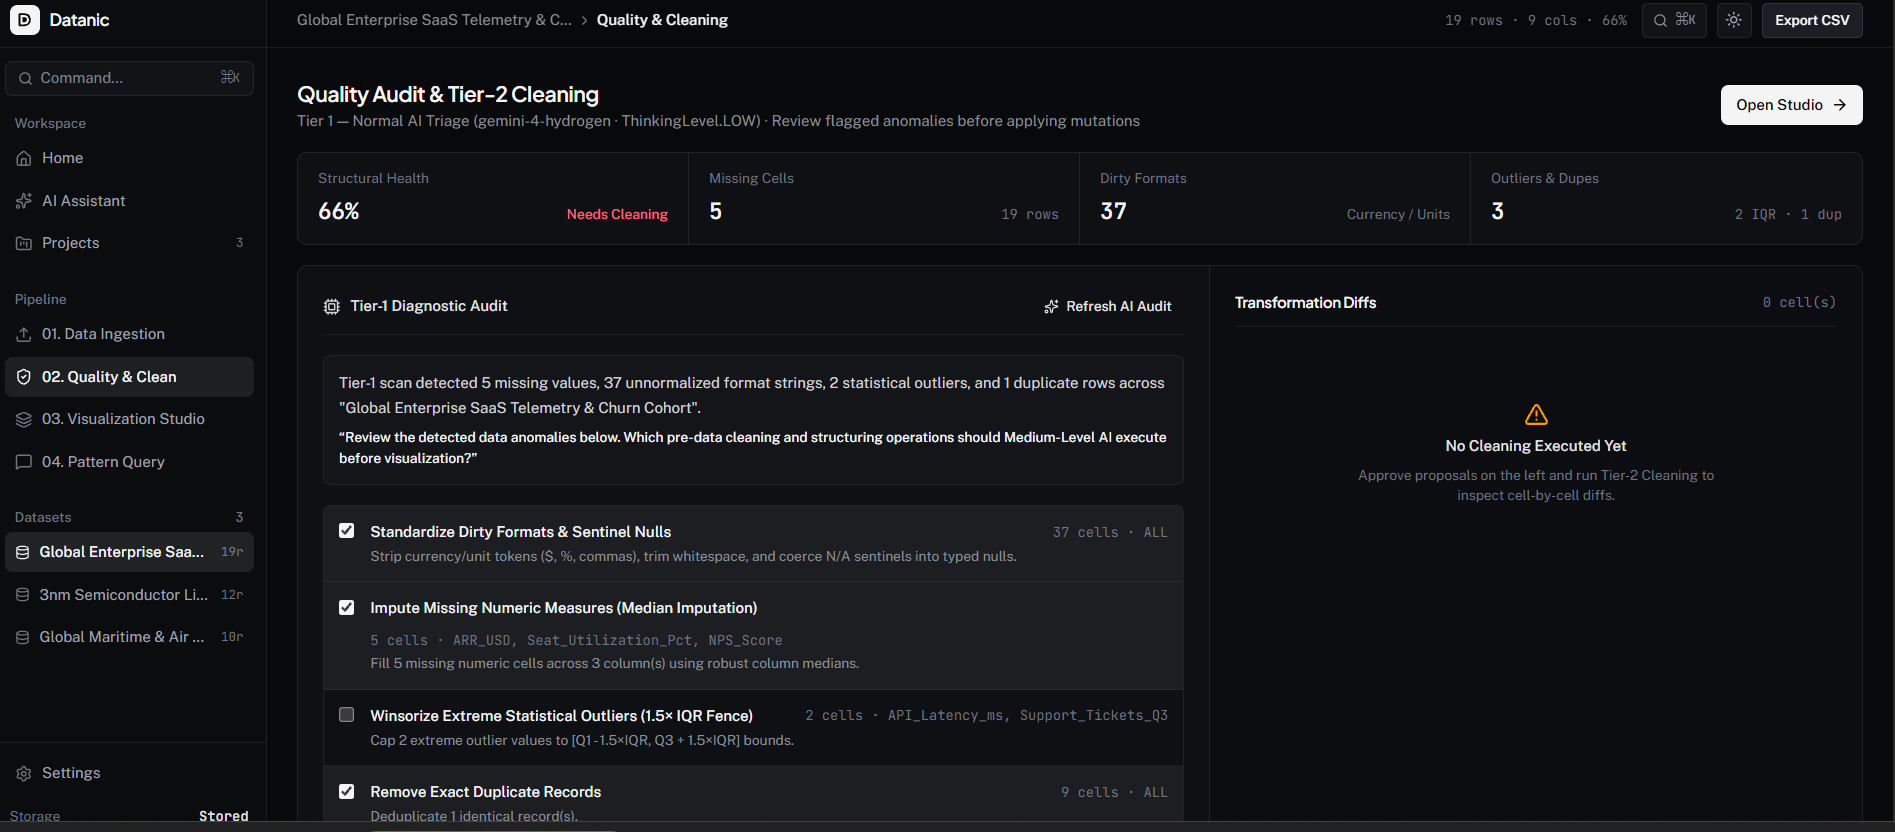 D Datanic
Global Enterprise SaaS Telemetry & C... › Quality & Cleaning
19 rows · 9 cols · 66%
⌘K
Export CSV
Command...
⌘K
Workspace
Home
AI Assistant
Projects 3
Pipeline
01. Data Ingestion
02. Quality & Clean
03. Visualization Studio
04. Pattern Query
Datasets 3
Global Enterprise Saa... 19r
3nm Semiconductor Li... 12r
Global Maritime & Air ... 10r
Settings
Storage Stored
Quality Audit & Tier-2 Cleaning
Tier 1 — Normal AI Triage (gemini-4-hydrogen · ThinkingLevel.LOW) · Review flagged anomalies before applying mutations
Open Studio →
Structural Health
66% Needs Cleaning
Missing Cells
5 19 rows
Dirty Formats
37 Currency / Units
Outliers & Dupes
3 2 IQR · 1 dup
Tier-1 Diagnostic Audit
Refresh AI Audit
Tier-1 scan detected 5 missing values, 37 unnormalized format strings, 2 statistical outliers, and 1 duplicate rows across
"Global Enterprise SaaS Telemetry & Churn Cohort".
“Review the detected data anomalies below. Which pre-data cleaning and structuring operations should Medium-Level AI execute
before visualization?”
Standardize Dirty Formats & Sentinel Nulls 37 cells · ALL
Strip currency/unit tokens ($, %, commas), trim whitespace, and coerce N/A sentinels into typed nulls.
Impute Missing Numeric Measures (Median Imputation)
5 cells · ARR_USD, Seat_Utilization_Pct, NPS_Score
Fill 5 missing numeric cells across 3 column(s) using robust column medians.
Winsorize Extreme Statistical Outliers (1.5× IQR Fence) 2 cells · API_Latency_ms, Support_Tickets_Q3
Cap 2 extreme outlier values to [Q1 - 1.5×IQR, Q3 + 1.5×IQR] bounds.
Remove Exact Duplicate Records 9 cells · ALL
Deduplicate 1 identical record(s).
Transformation Diffs 0 cell(s)
No Cleaning Executed Yet
Approve proposals on the left and run Tier-2 Cleaning to
inspect cell-by-cell diffs.